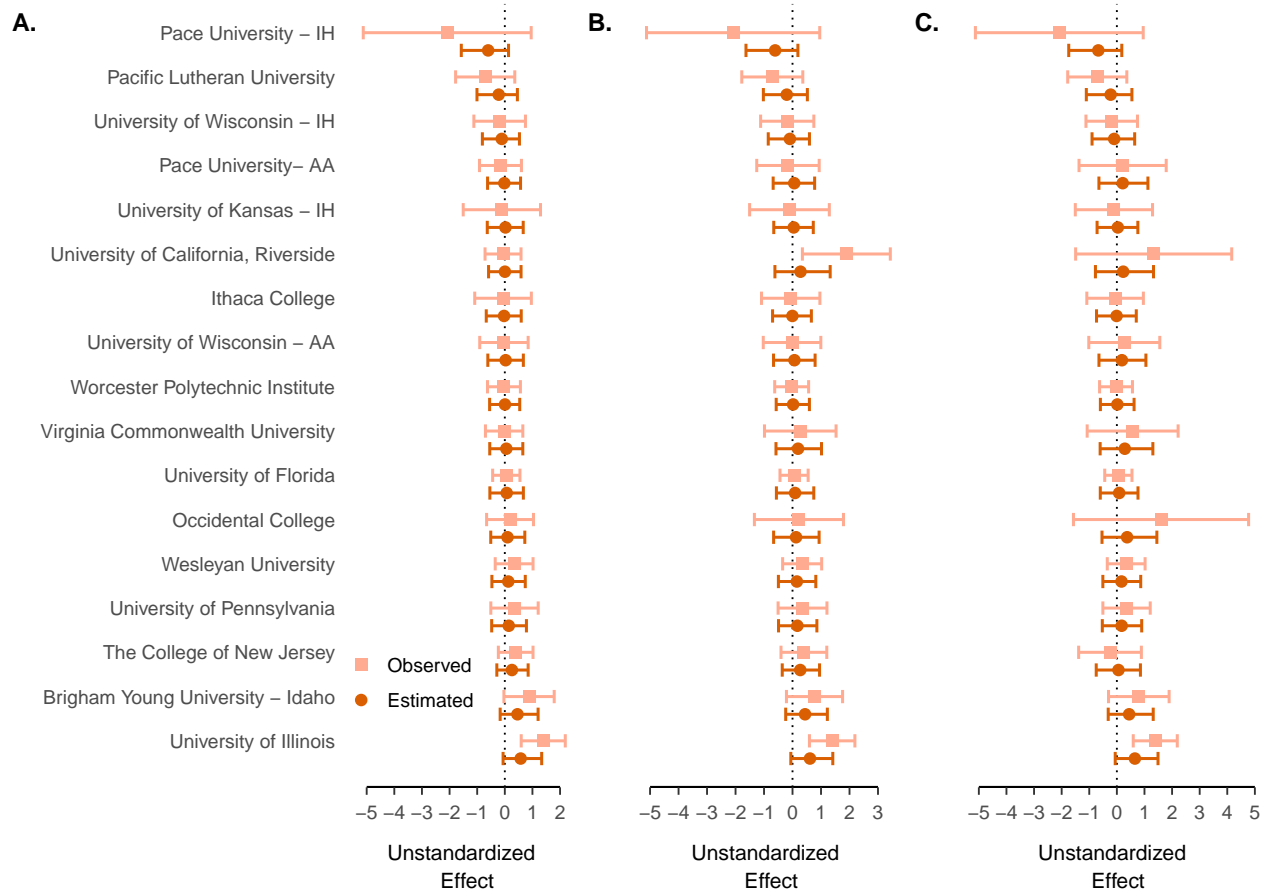 A.
B.
C.
Pace University − IH
Pacific Lutheran University
University of Wisconsin − IH
Pace University− AA
University of Kansas − IH
University of California, Riverside
Ithaca College
University of Wisconsin − AA
Worcester Polytechnic Institute
Virginia Commonwealth University
University of Florida
Occidental College
Wesleyan University
University of Pennsylvania
The College of New Jersey
Brigham Young University − Idaho
University of Illinois
Observed
Estimated
−5 −4 −3 −2 −1 0 1 2
−5 −4 −3 −2 −1 0 1 2 3
−5 −4 −3 −2 −1 0 1 2 3 4 5
Unstandardized
Effect
Unstandardized
Effect
Unstandardized
Effect